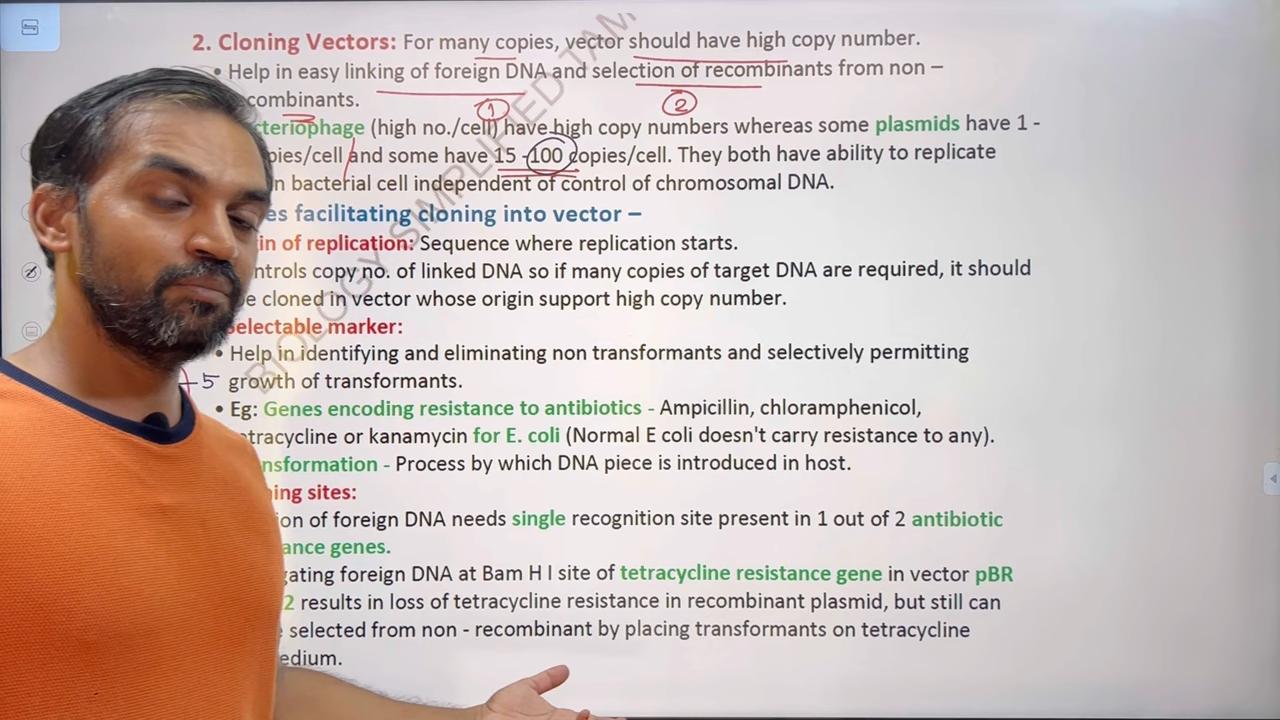 2. Cloning Vectors: For many copies, vector should have high copy number.
• Help in easy linking of foreign DNA and selection of recombinants from non –
combinants.
1 2
cteriophage (high no./cell) have high copy numbers whereas some plasmids have 1 -
pies/cell and some have 15 -100 copies/cell. They both have ability to replicate
n bacterial cell independent of control of chromosomal DNA.
es facilitating cloning into vector –
in of replication: Sequence where replication starts.
ntrols copy no. of linked DNA so if many copies of target DNA are required, it should
e cloned in vector whose origin support high copy number.
Selectable marker:
• Help in identifying and eliminating non transformants and selectively permitting
5 growth of transformants.
• Eg: Genes encoding resistance to antibiotics - Ampicillin, chloramphenicol,
tracycline or kanamycin for E. coli (Normal E coli doesn't carry resistance to any).
nsformation - Process by which DNA piece is introduced in host.
ing sites:
ion of foreign DNA needs single recognition site present in 1 out of 2 antibiotic
ance genes.
gating foreign DNA at Bam H I site of tetracycline resistance gene in vector pBR
2 results in loss of tetracycline resistance in recombinant plasmid, but still can
selected from non - recombinant by placing transformants on tetracycline
edium.
BIOLOGY SIMPLIFIED TAM